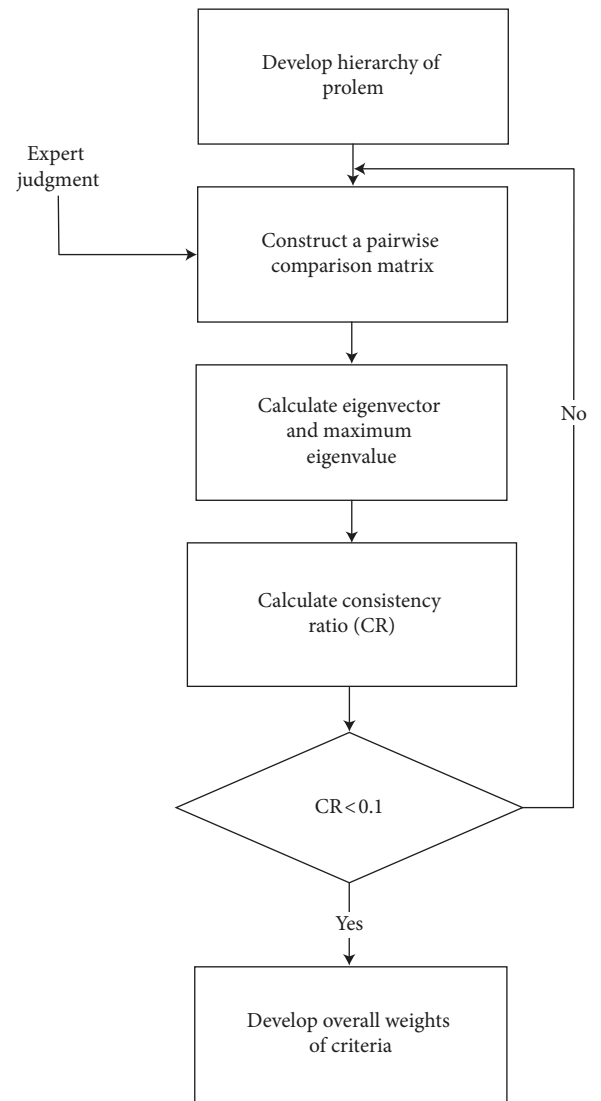 Develop hierarchy of
prolem
Expert
judgment
Construct a pairwise
comparison matrix
Calculate eigenvector
and maximum
eigenvalue
No
Calculate consistency
ratio (CR)
CR<0.1
Yes
Develop overall weights
of criteria